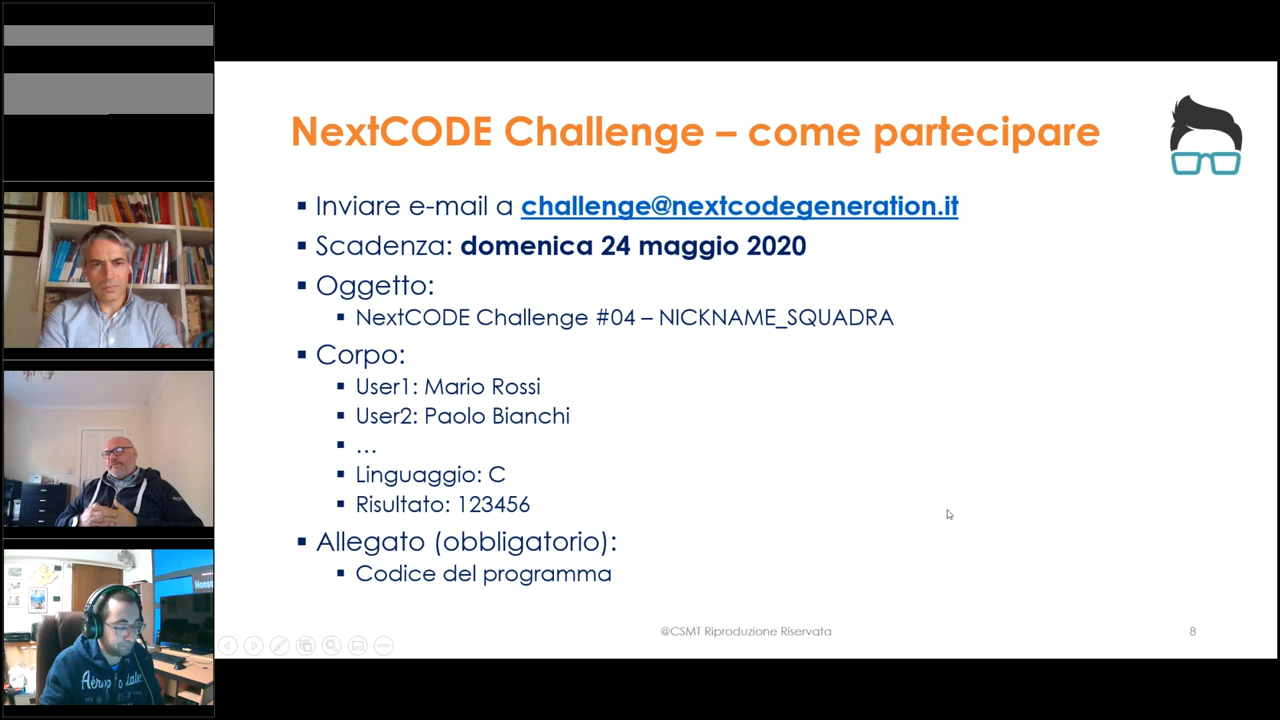 NextCODE Challenge – come partecipare
Inviare e-mail a challenge@nextcodegeneration.it
Scadenza: domenica 24 maggio 2020
Oggetto:
NextCODE Challenge #04 – NICKNAME_SQUADRA
Corpo:
User1: Mario Rossi
User2: Paolo Bianchi
…
Linguaggio: C
Risultato: 123456
Allegato (obbligatorio):
Codice del programma
@CSMT Riproduzione Riservata
8